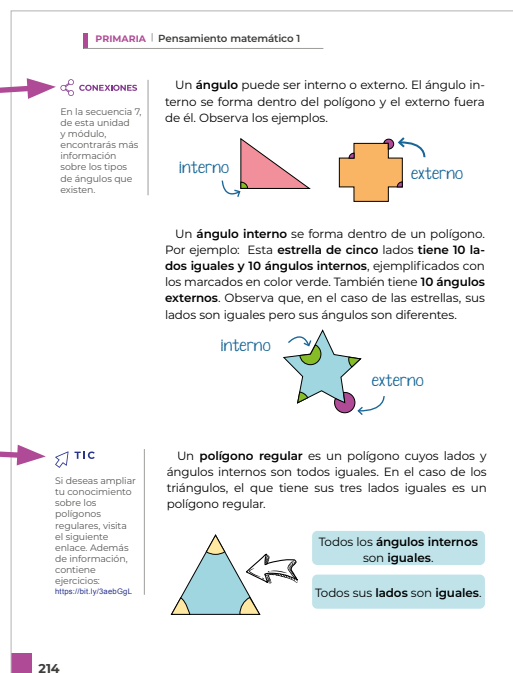 PRIMARIA | Pensamiento matemático 1
CONEXIONES
En la secuencia 7,
de esta unidad
y módulo,
encontrarás más
información
sobre los tipos
de ángulos que
existen.
Un ángulo puede ser interno o externo. El ángulo in-
terno se forma dentro del polígono y el externo fuera
de él. Observa los ejemplos.
interno
externo
Un ángulo interno se forma dentro de un polígono.
Por ejemplo: Esta estrella de cinco lados tiene 10 la-
dos iguales y 10 ángulos internos, ejemplificados con
los marcados en color verde. También tiene 10 ángulos
externos. Observa que, en el caso de las estrellas, sus
lados son iguales pero sus ángulos son diferentes.
interno
externo
TIC
Si deseas ampliar
tu conocimiento
sobre los
polígonos
regulares, visita
el siguiente
enlace. Además
de información,
contiene
ejercicios:
https://bit.ly/3aebGgL
Un polígono regular es un polígono cuyos lados y
ángulos internos son todos iguales. En el caso de los
triángulos, el que tiene sus tres lados iguales es un
polígono regular.
Todos los ángulos internos
son iguales.
Todos sus lados son iguales.
214